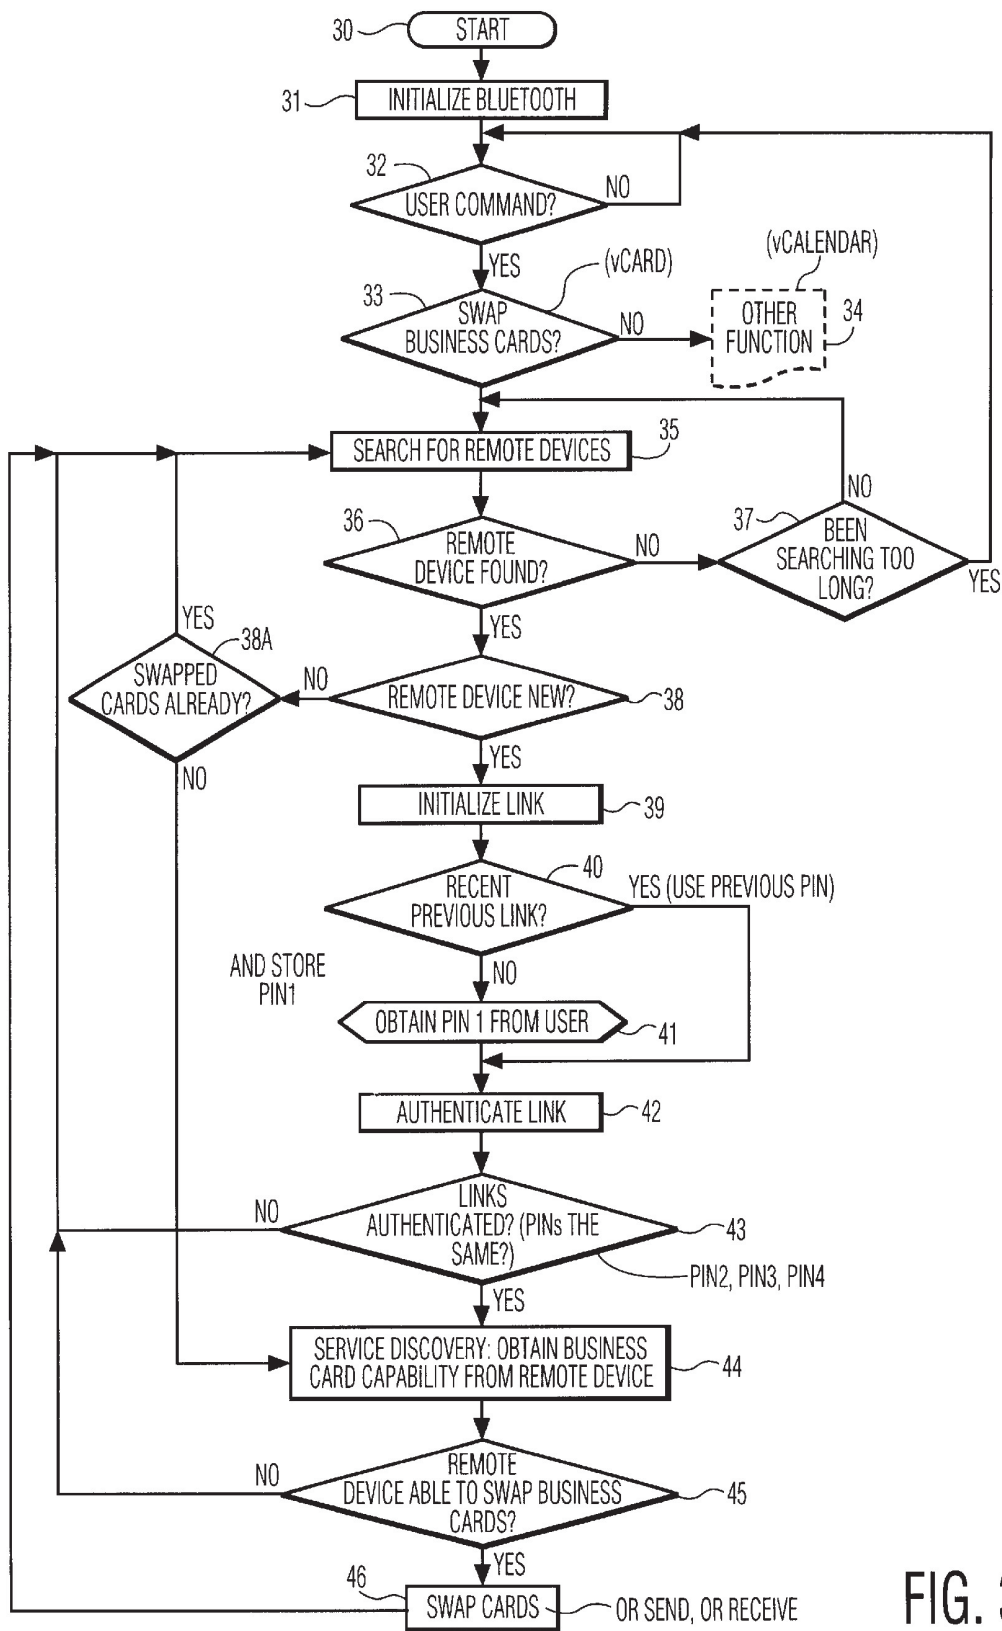 30
START
31
INITIALIZE BLUETOOTH
32
USER COMMAND?
NO
YES
(vCARD)
(vCALENDAR)
33
SWAP
BUSINESS CARDS?
NO
OTHER
FUNCTION
34
SEARCH FOR REMOTE DEVICES
35
36
REMOTE
DEVICE FOUND?
NO
37
BEEN
SEARCHING TOO
LONG?
NO
YES
YES
YES
38A
SWAPPED
CARDS ALREADY?
NO
REMOTE DEVICE NEW?
38
NO
YES
INITIALIZE LINK
39
40
RECENT
PREVIOUS LINK?
YES (USE PREVIOUS PIN)
AND STORE
PIN1
NO
OBTAIN PIN 1 FROM USER
41
AUTHENTICATE LINK
42
NO
LINKS
AUTHENTICATED? (PINs THE
SAME?)
43
PIN2, PIN3, PIN4
YES
SERVICE DISCOVERY: OBTAIN BUSINESS
CARD CAPABILITY FROM REMOTE DEVICE
44
NO
REMOTE
DEVICE ABLE TO SWAP BUSINESS
CARDS?
45
YES
46
SWAP CARDS
OR SEND, OR RECEIVE
FIG.